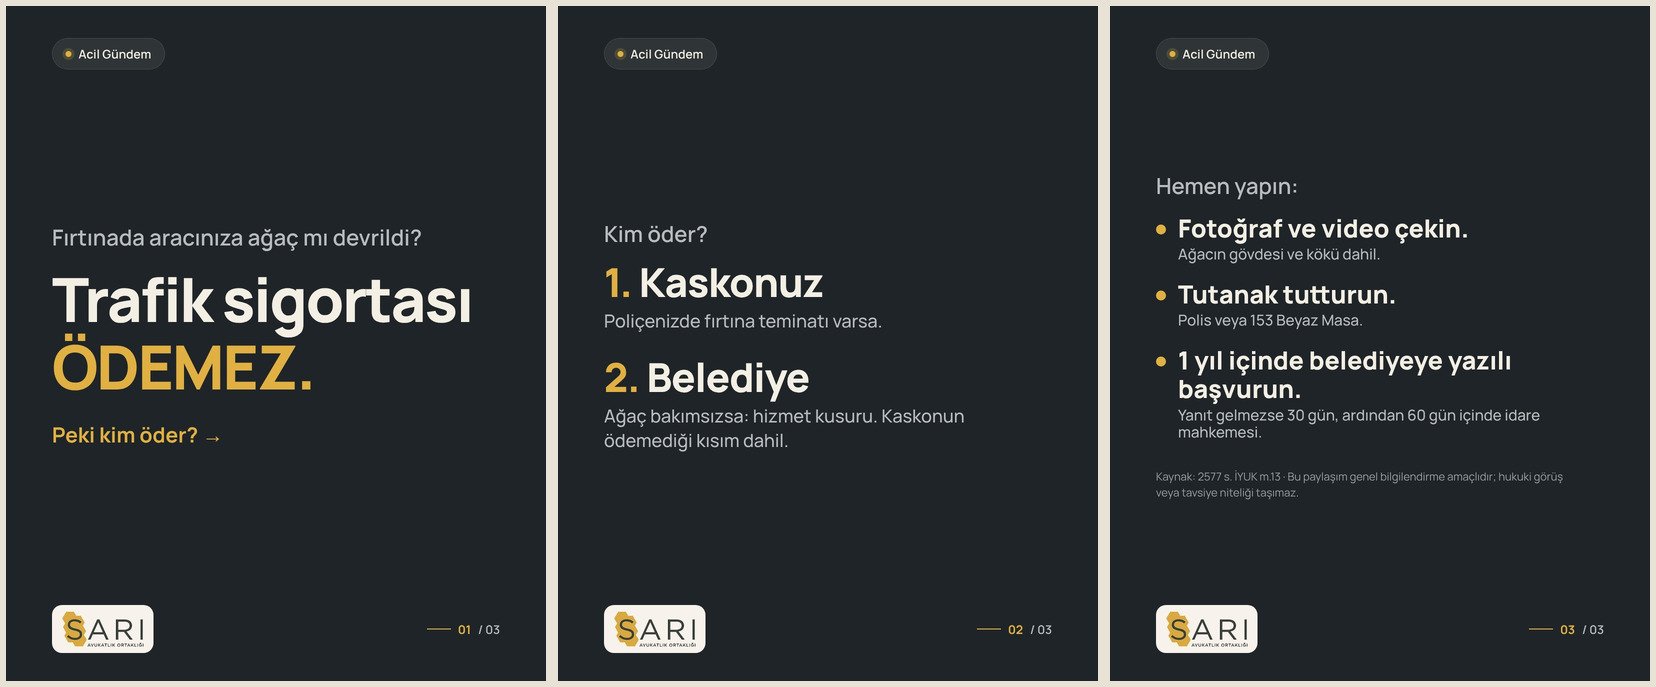 Acil Gündem
Fırtınada aracınıza ağaç mı devrildi?
Trafik sigortası
ÖDEMEZ.
Peki kim öder? →
SARI
AVUKATLIK ORTAKLIĞI
01 / 03
Acil Gündem
Kim öder?
1. Kaskonuz
Poliçenizde fırtına teminatı varsa.
2. Belediye
Ağaç bakımsızsa: hizmet kusuru. Kaskonun
ödemediği kısım dahil.
SARI
AVUKATLIK ORTAKLIĞI
02 / 03
Acil Gündem
Hemen yapın:
Fotoğraf ve video çekin.
Ağacın gövdesi ve kökü dahil.
Tutanak tutturun.
Polis veya 153 Beyaz Masa.
1 yıl içinde belediyeye yazılı
başvurun.
Yanıt gelmezse 30 gün, ardından 60 gün içinde idare
mahkemesi.
Kaynak: 2577 s. İYUK m.13 · Bu paylaşım genel bilgilendirme amaçlıdır; hukuki görüş
veya tavsiye niteliği taşımaz.
SARI
AVUKATLIK ORTAKLIĞI
03 / 03